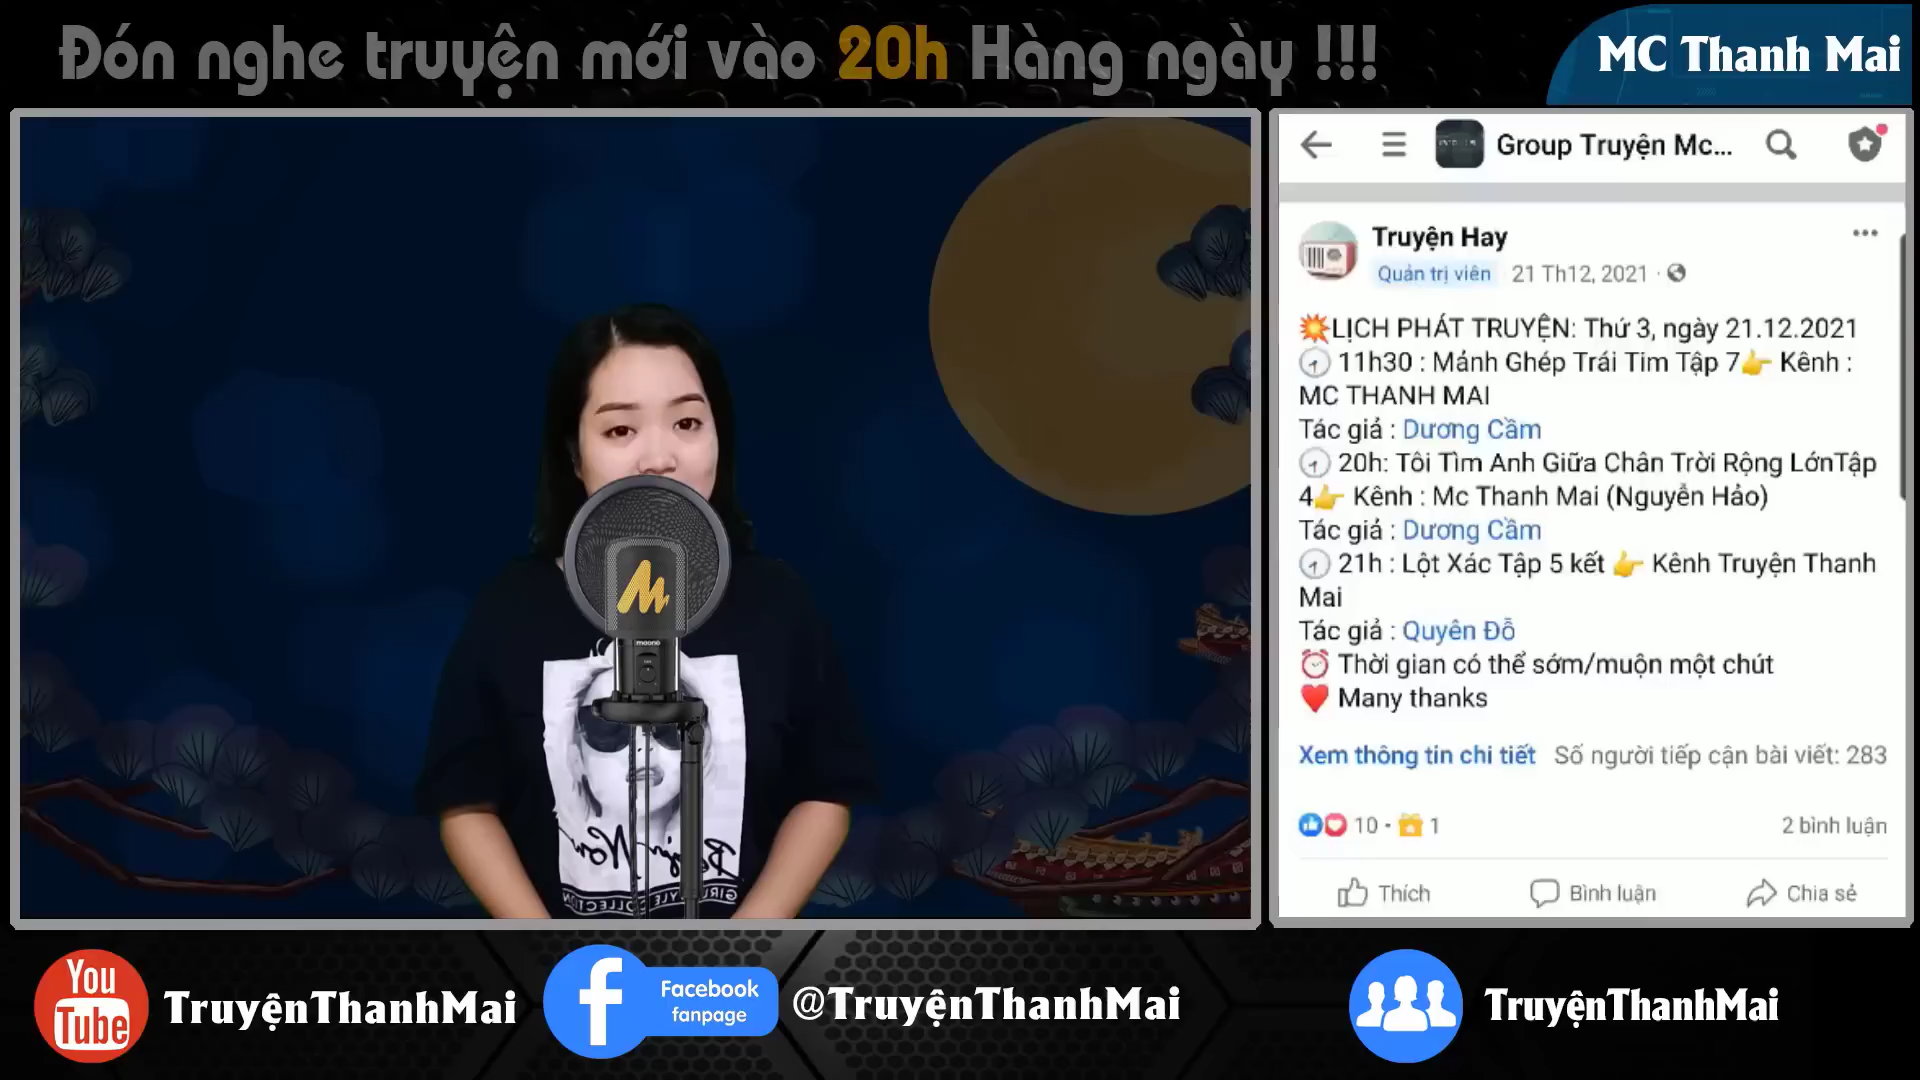 Đón nghe truyện mới vào 20h Hàng ngày !!!
MC Thanh Mai
Group Truyện Mc...
Truyện Hay
Quản trị viên 21 Th12, 2021
LỊCH PHÁT TRUYỆN: Thứ 3, ngày 21.12.2021
11h30 : Mảnh Ghép Trái Tim Tập 7👉 Kênh :
MC THANH MAI
Tác giả : Dương Cầm
20h: Tôi Tìm Anh Giữa Chân Trời Rộng LớnTập
4👉 Kênh : Mc Thanh Mai (Nguyễn Hảo)
Tác giả : Dương Cầm
21h : Lột Xác Tập 5 kết 👉 Kênh Truyện Thanh
Mai
Tác giả : Quyên Đỗ
Thời gian có thể sớm/muộn một chút
Many thanks
Xem thông tin chi tiết Số người tiếp cận bài viết: 283
10 · 1 2 bình luận
Thích Bình luận Chia sẻ
maono
GIRL STYLE COLLECTION
You
Tube
TruyệnThanhMai
Facebook
fanpage
@TruyệnThanhMai
TruyệnThanhMai